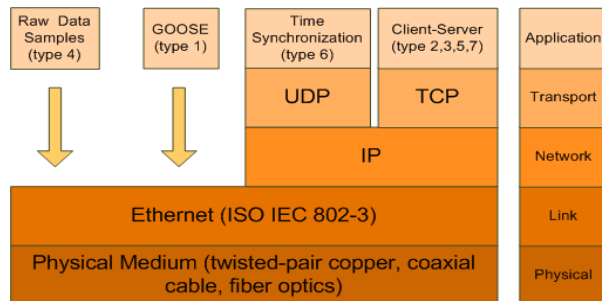 Raw Data
Samples
(type 4)
GOOSE
(type 1)
Time
Synchronization
(type 6)
Client-Server
(type 2,3,5,7)
Application
UDP
TCP
Transport
IP
Network
Ethernet (ISO IEC 802-3)
Link
Physical Medium (twisted-pair copper, coaxial
cable, fiber optics)
Physical